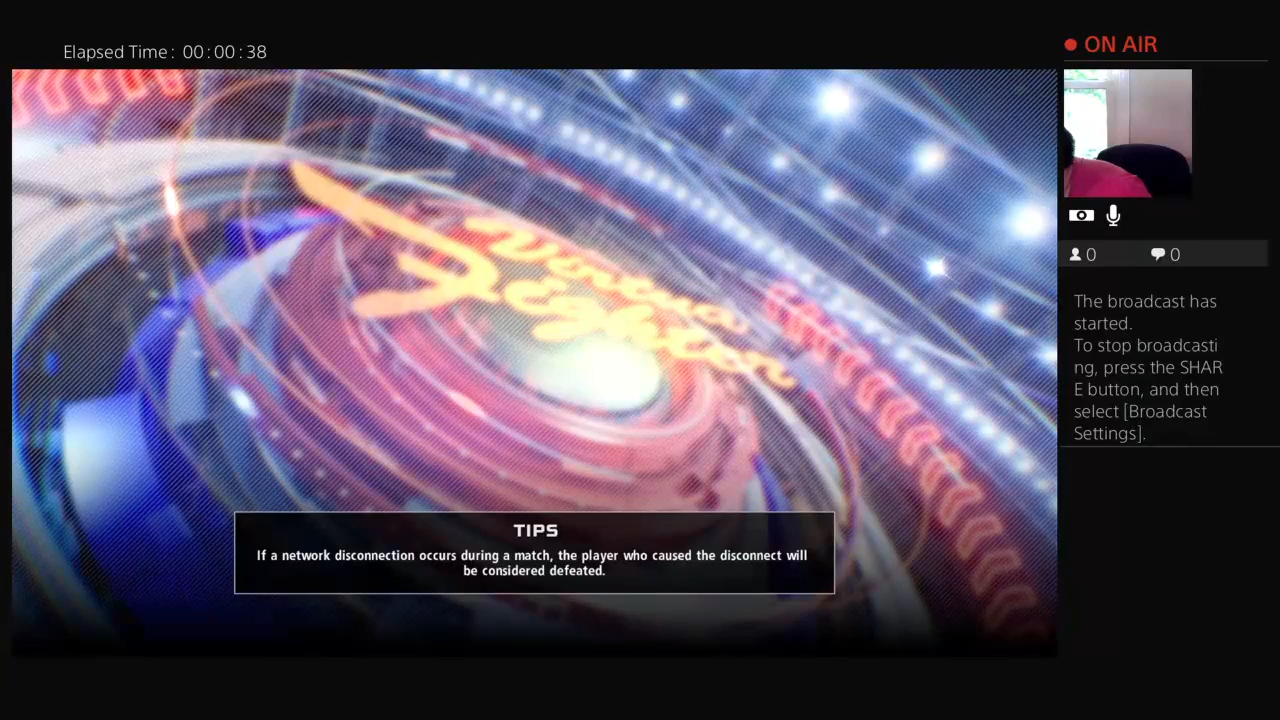 Elapsed Time: 00:00:38
ON AIR
Virtua
Fighter
0
0
The broadcast has
started.
To stop broadcasti
ng, press the SHAR
E button, and then
select [Broadcast
Settings].
TIPS
If a network disconnection occurs during a match, the player who caused the disconnect will
be considered defeated.